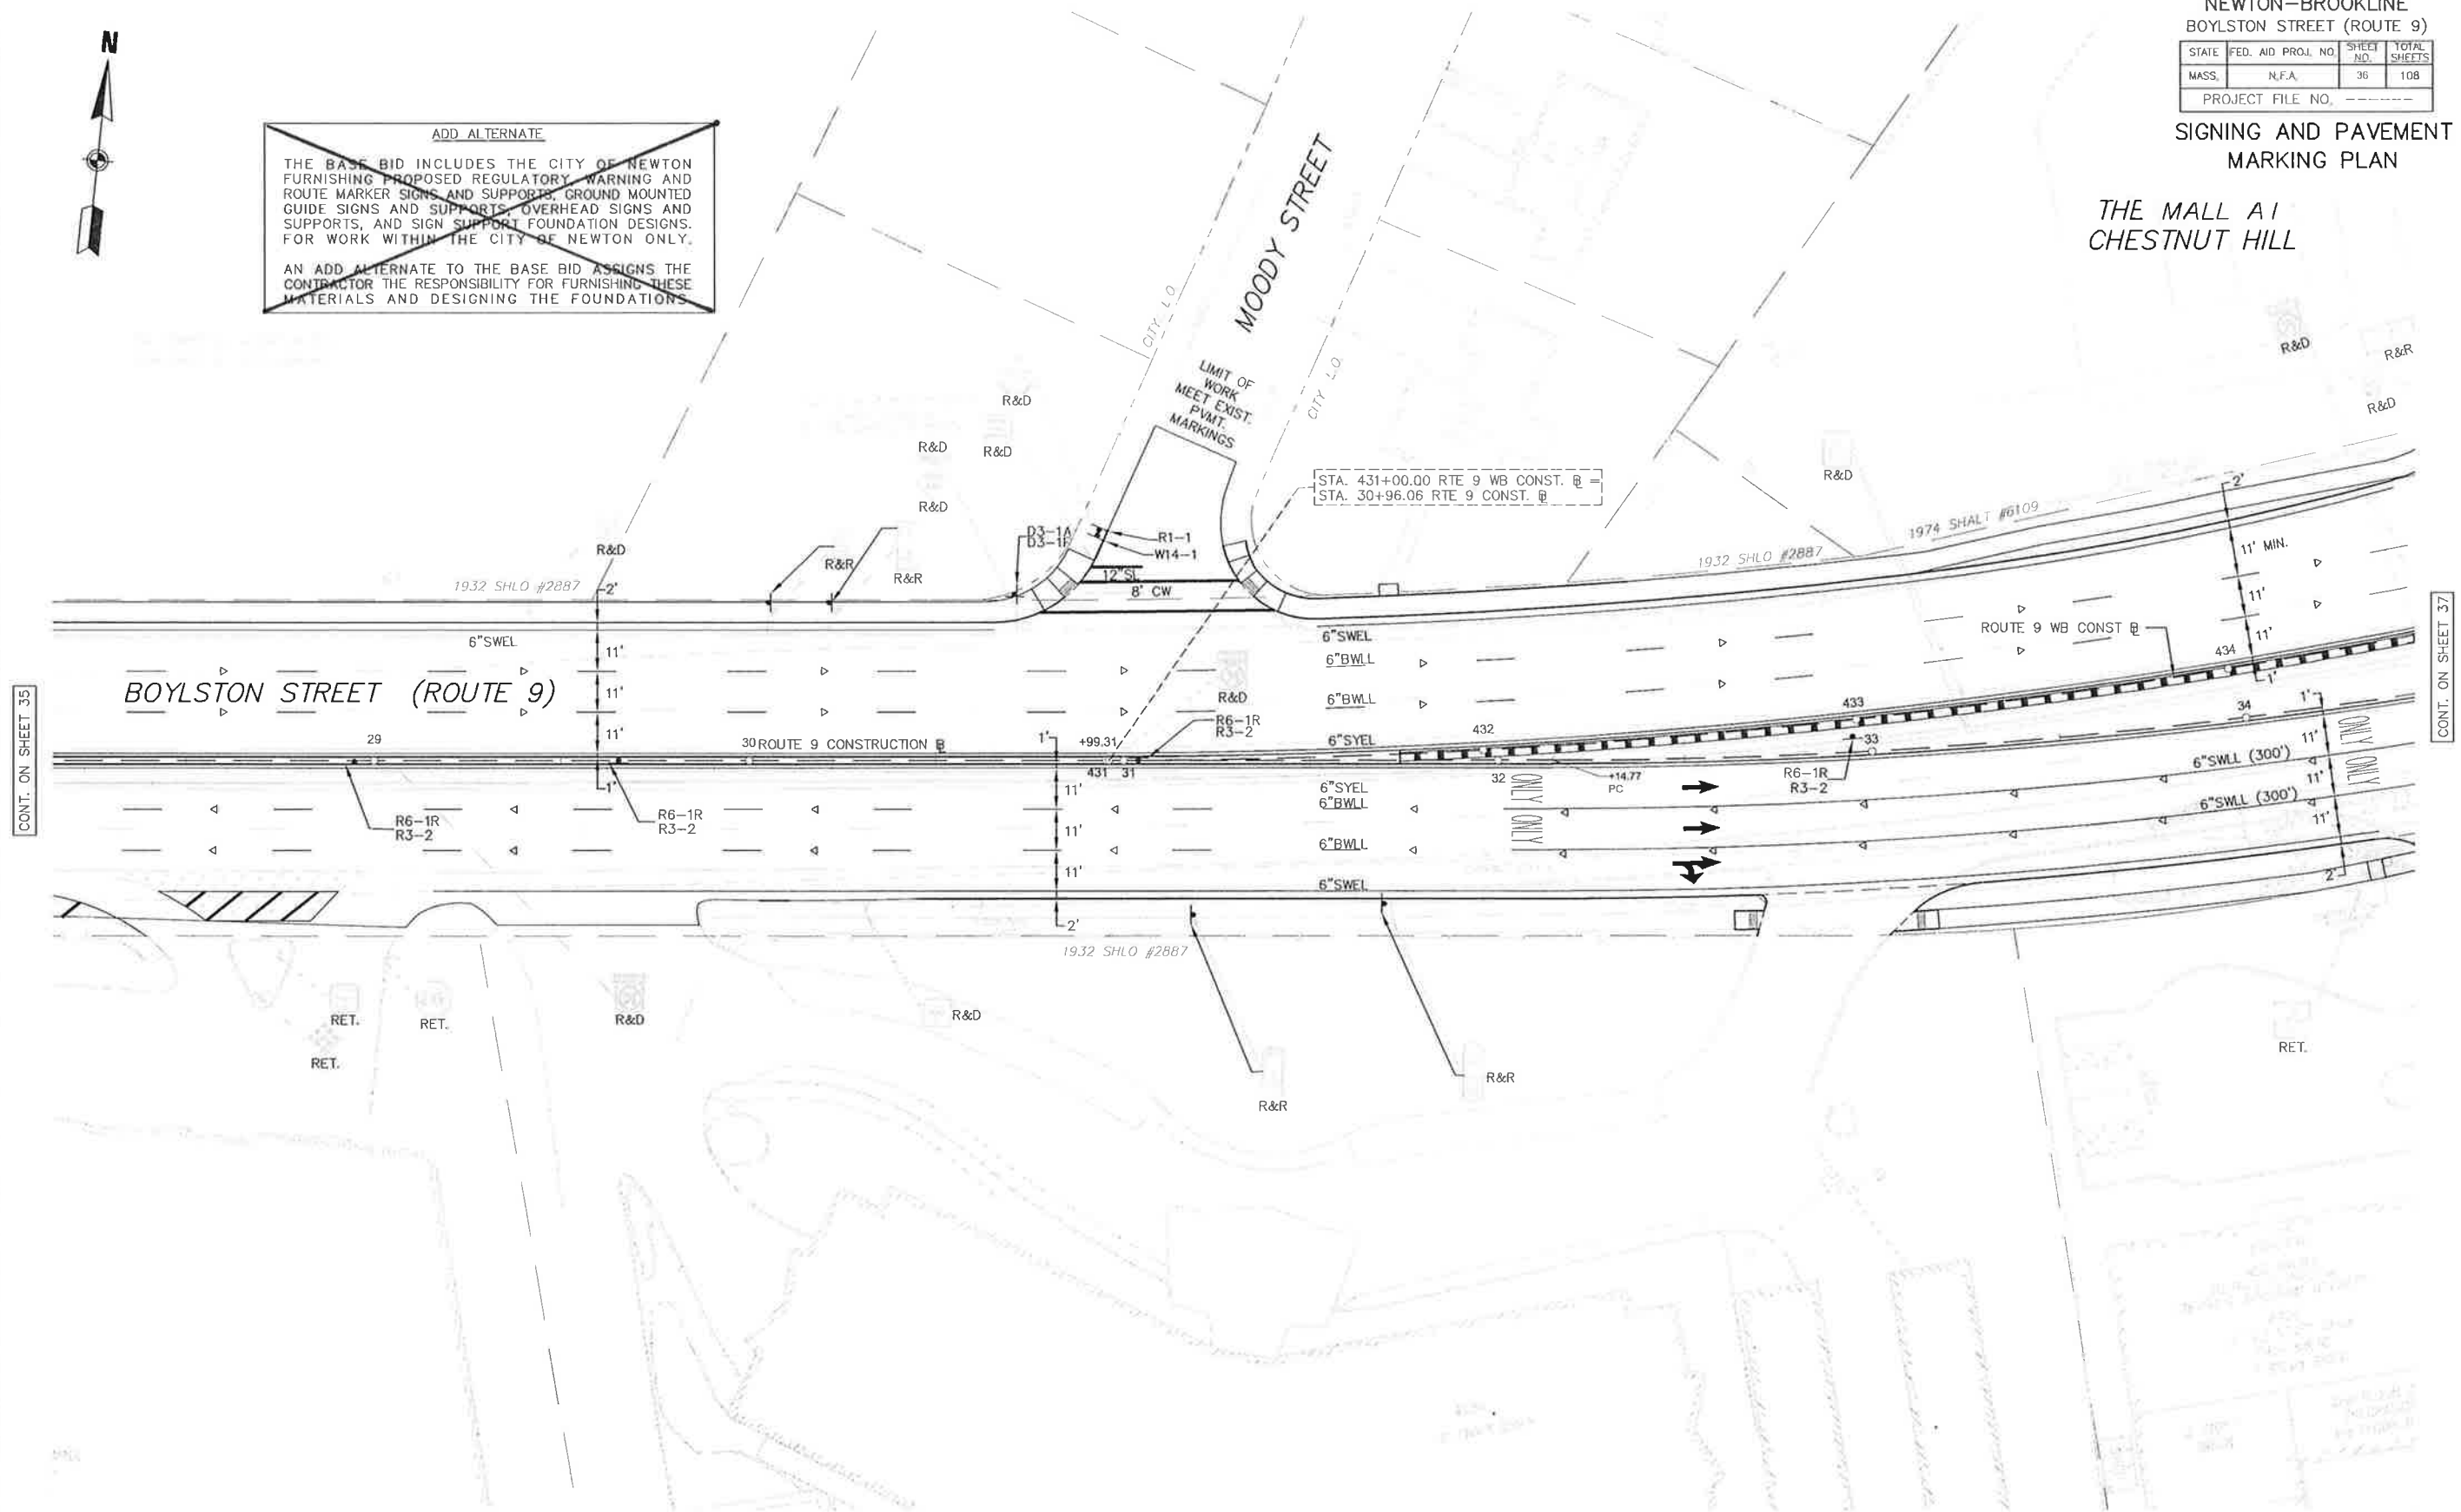 NEWTON-BROOKLINE
BOYLSTON STREET (ROUTE 9)
STATE FED. AID PROJ. NO. SHEET NO. TOTAL SHEETS
MASS. N.F.A. 36 108
PROJECT FILE NO. ------
SIGNING AND PAVEMENT
MARKING PLAN
THE MALL AT
CHESTNUT HILL
N
ADD ALTERNATE
THE BASE BID INCLUDES THE CITY OF NEWTON
FURNISHING PROPOSED REGULATORY, WARNING AND
ROUTE MARKER SIGNS AND SUPPORTS, GROUND MOUNTED
GUIDE SIGNS AND SUPPORTS, OVERHEAD SIGNS AND
SUPPORTS, AND SIGN SUPPORT FOUNDATION DESIGNS.
FOR WORK WITHIN THE CITY OF NEWTON ONLY.
AN ADD ALTERNATE TO THE BASE BID ASSIGNS THE
CONTRACTOR THE RESPONSIBILITY FOR FURNISHING THESE
MATERIALS AND DESIGNING THE FOUNDATIONS
MOODY STREET
CITY L.O.
CITY L.O.
LIMIT OF
WORK
MEET EXIST.
PVMT.
MARKINGS
R&D
R&R
R&D
R&D
R&D
R&D
R&D
R&D
STA. 431+00.00 RTE 9 WB CONST. BL =
STA. 30+96.06 RTE 9 CONST. BL
1974 SHALT #6109
1932 SHLO #2887
2'
11' MIN.
11'
11'
1'
D3-1A
D3-1F
R1-1
W14-1
12"SL
8' CW
R&D
R&R
R&R
1932 SHLO #2887
2'
6"SWEL
11'
11'
11'
1'
BOYLSTON STREET (ROUTE 9)
6"SWEL
6"BWLL
6"BWLL
6"SYEL
ROUTE 9 WB CONST BL
R&D
R6-1R
R3-2
29
30 ROUTE 9 CONSTRUCTION BL
1'
+99.31
431 31
432
433
434
32
33
34
+14.77
PC
CONT. ON SHEET 35
CONT. ON SHEET 37
R6-1R
R3-2
R6-1R
R3-2
R6-1R
R3-2
11'
11'
11'
2'
6"SYEL
6"BWLL
6"BWLL
6"SWEL
ONLY
ONLY
ONLY
ONLY
6"SWLL (300')
6"SWLL (300')
1'
11'
11'
11'
2'
1932 SHLO #2887
RET.
RET.
RET.
R&D
R&D
R&R
R&R
RET.